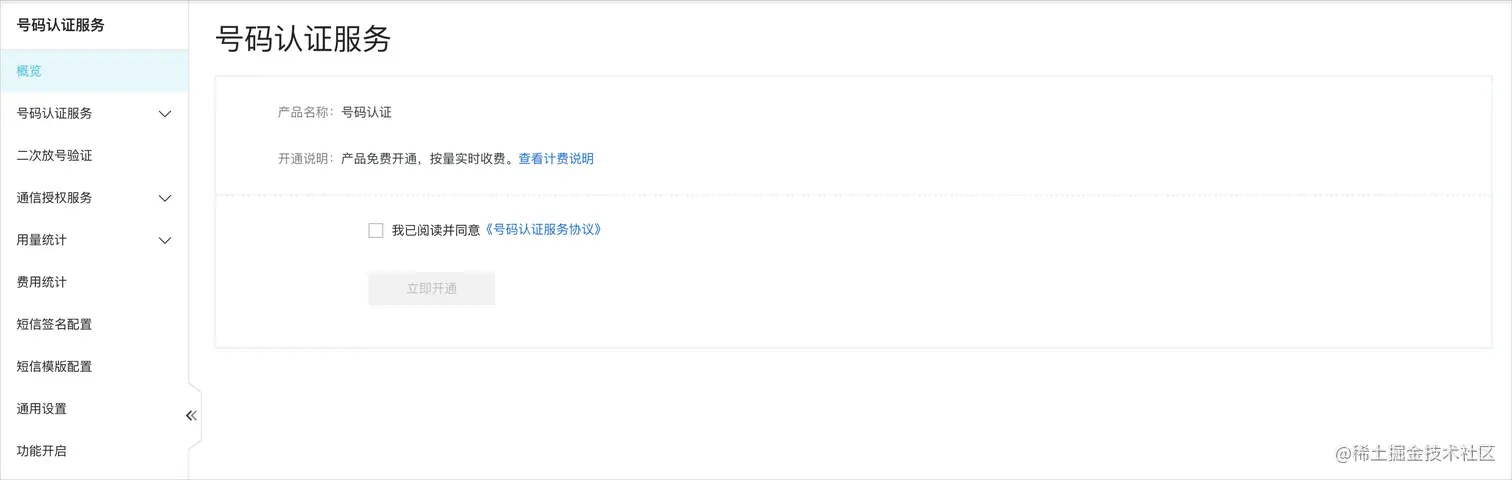 号码认证服务
概览
号码认证服务
二次放号验证
通信授权服务
用量统计
费用统计
短信签名配置
短信模版配置
通用设置
功能开启
号码认证服务
产品名称：号码认证
开通说明：产品免费开通，按量实时收费。查看计费说明
我已阅读并同意《号码认证服务协议》
立即开通
@稀土掘金技术社区